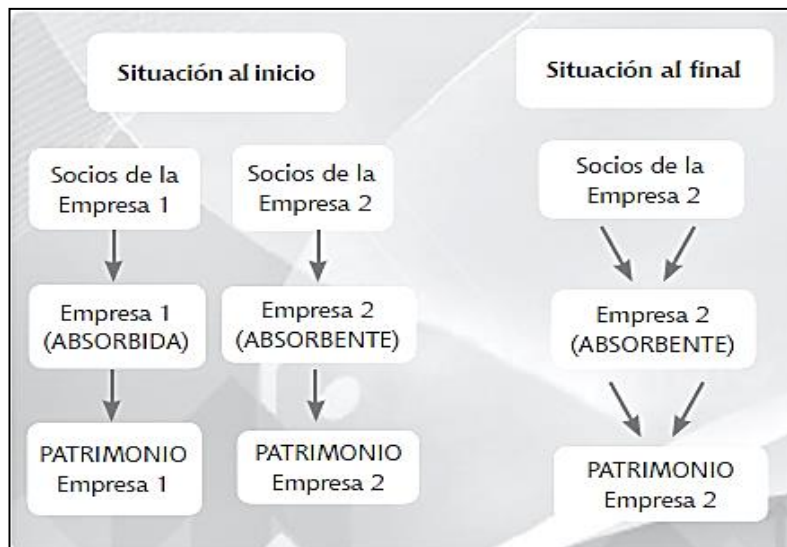 Situación al inicio
Socios de la
Empresa 1
Socios de la
Empresa 2
Empresa 1
(ABSORBIDA)
Empresa 2
(ABSORBENTE)
PATRIMONIO
Empresa 1
PATRIMONIO
Empresa 2
Situación al final
Socios de la
Empresa 2
Empresa 2
(ABSORBENTE)
PATRIMONIO
Empresa 2